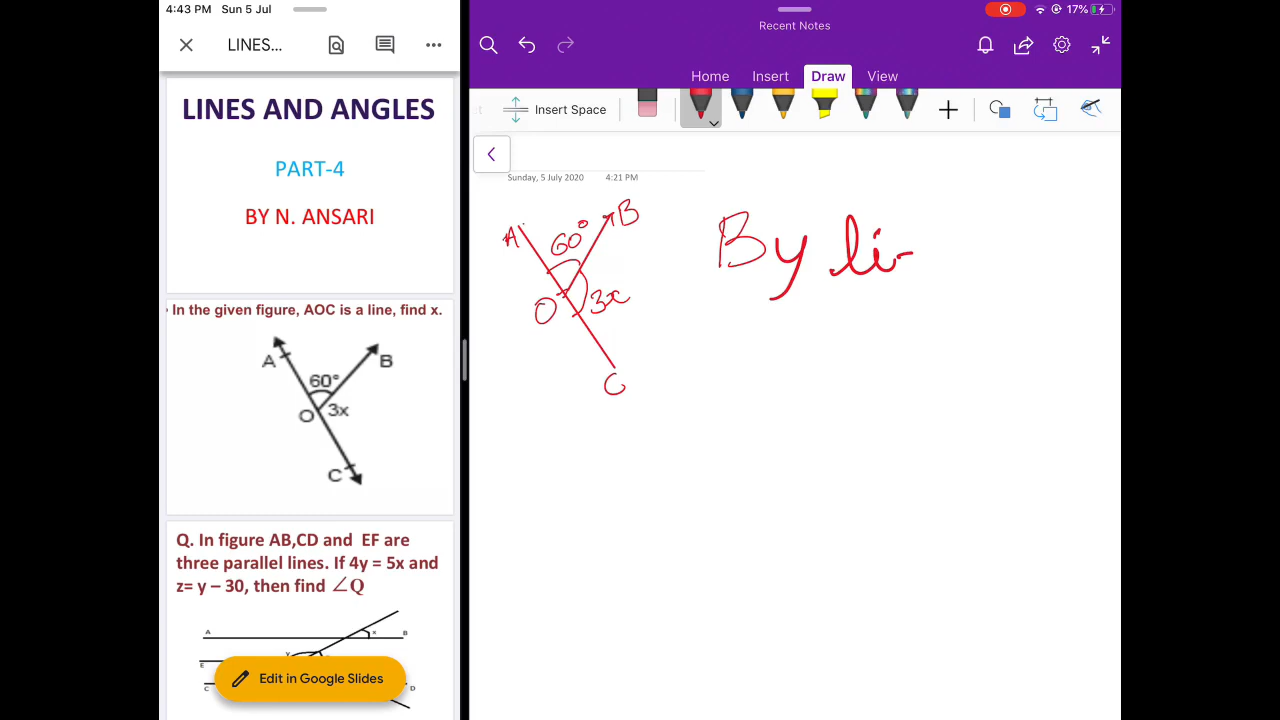 4:43 PM Sun 5 Jul
17%
LINES...
Recent Notes
Home Insert Draw View
Insert Space
Sunday, 5 July 2020 4:21 PM
LINES AND ANGLES
PART-4
BY N. ANSARI
In the given figure, AOC is a line, find x.
A
B
60°
O
3x
C
Q. In figure AB,CD and EF are
three parallel lines. If 4y = 5x and
z= y – 30, then find ∠Q
A
x
B
y
E
C
D
Edit in Google Slides
A
60°
B
O
3x
C
By li